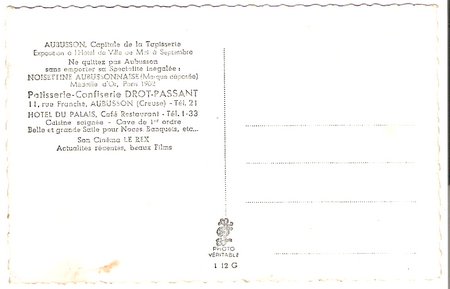 AUBUSSON, Capitale de la Tapisserie
Exposition à l'Hôtel de Ville de Mai à Septembre
Ne quittez pas Aubusson
sans emporter sa Spécialité inégalée :
NOISETTINE AUBUSSONNAISE (Marque déposée)
Médaille d'Or, Paris
Patisserie-Confiserie DROT-PASSANT
11, rue Franche, AUBUSSON (Creuse) - Tél. 21
HOTEL DU PALAIS, Café Restaurant - Tél. 1-33
Cuisine soignée - Cave de 1er ordre
Belle et grande Salle pour Noces, Banquets, etc...
Son Cinéma LE REX
Actualités récentes, beaux Films
PHOTO
VÉRITABLE
1 12 G